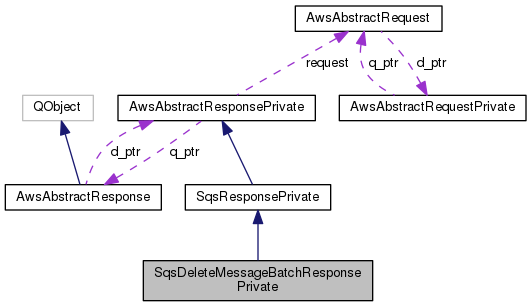 AwsAbstractRequest
request
q_ptr
d_ptr
QObject
AwsAbstractResponsePrivate
AwsAbstractRequestPrivate
d_ptr
q_ptr
AwsAbstractResponse
SqsResponsePrivate
SqsDeleteMessageBatchResponse
Private